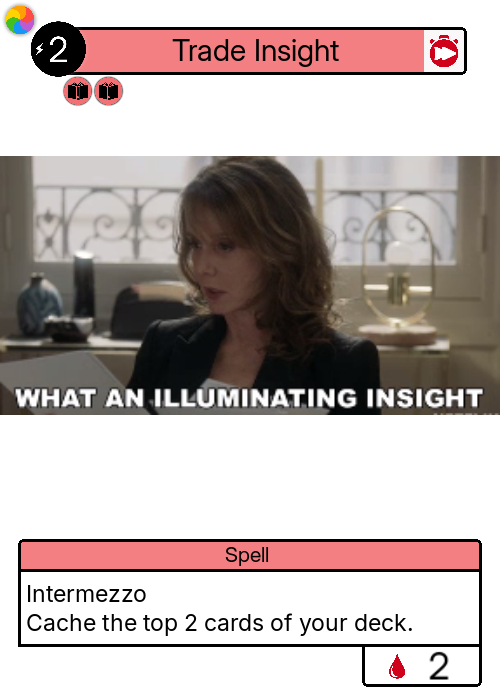 2
Trade Insight
WHAT AN ILLUMINATING INSIGHT
Spell
Intermezzo
Cache the top 2 cards of your deck.
2